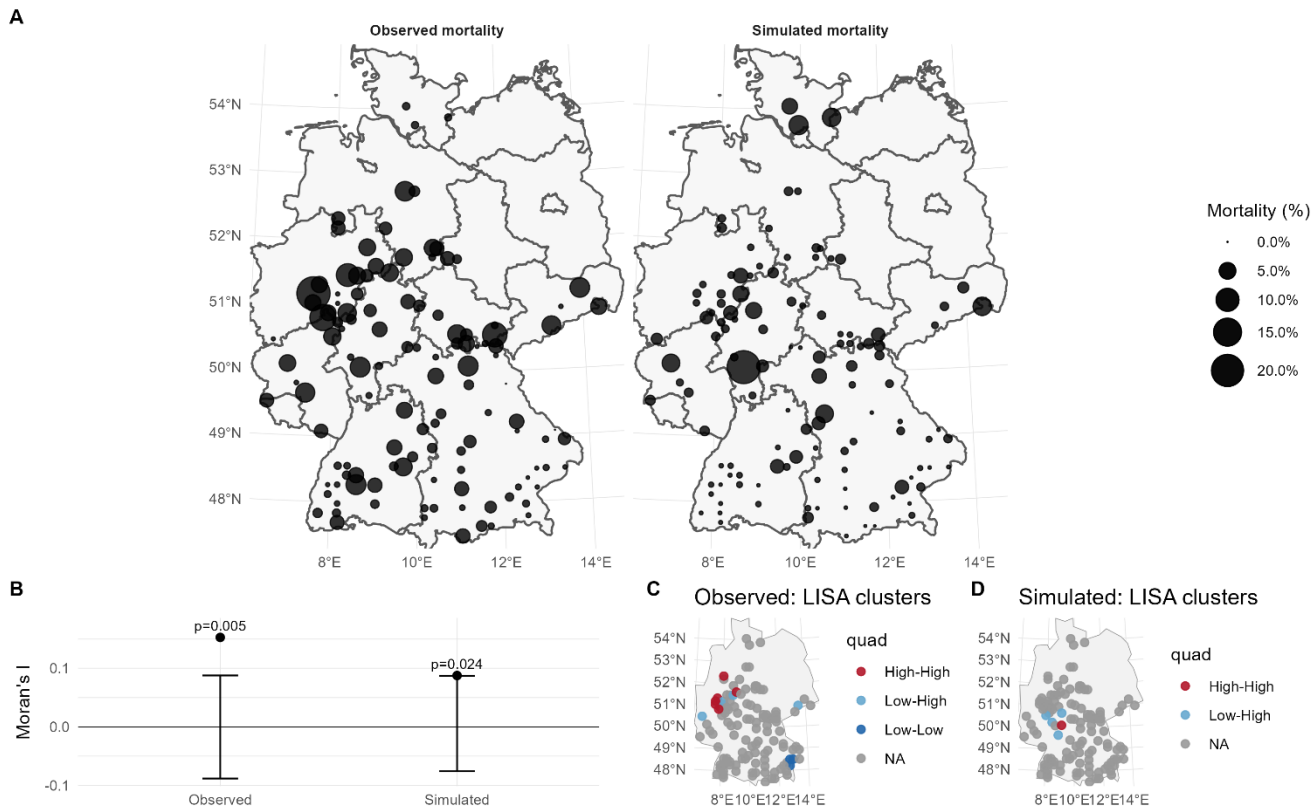 A
Observed mortality
Simulated mortality
54°N
53°N
52°N
51°N
50°N
49°N
48°N
8°E 10°E 12°E 14°E
8°E 10°E 12°E 14°E
Mortality (%)
0.0%
5.0%
10.0%
15.0%
20.0%
B
Moran's I
0.1
0.0
-0.1
p=0.005
p=0.024
Observed
Simulated
C
Observed: LISA clusters
54°N
53°N
52°N
51°N
50°N
49°N
48°N
8°E10°E12°E14°E
quad
High-High
Low-High
Low-Low
NA
D
Simulated: LISA clusters
54°N
53°N
52°N
51°N
50°N
49°N
48°N
8°E10°E12°E14°E
quad
High-High
Low-High
NA